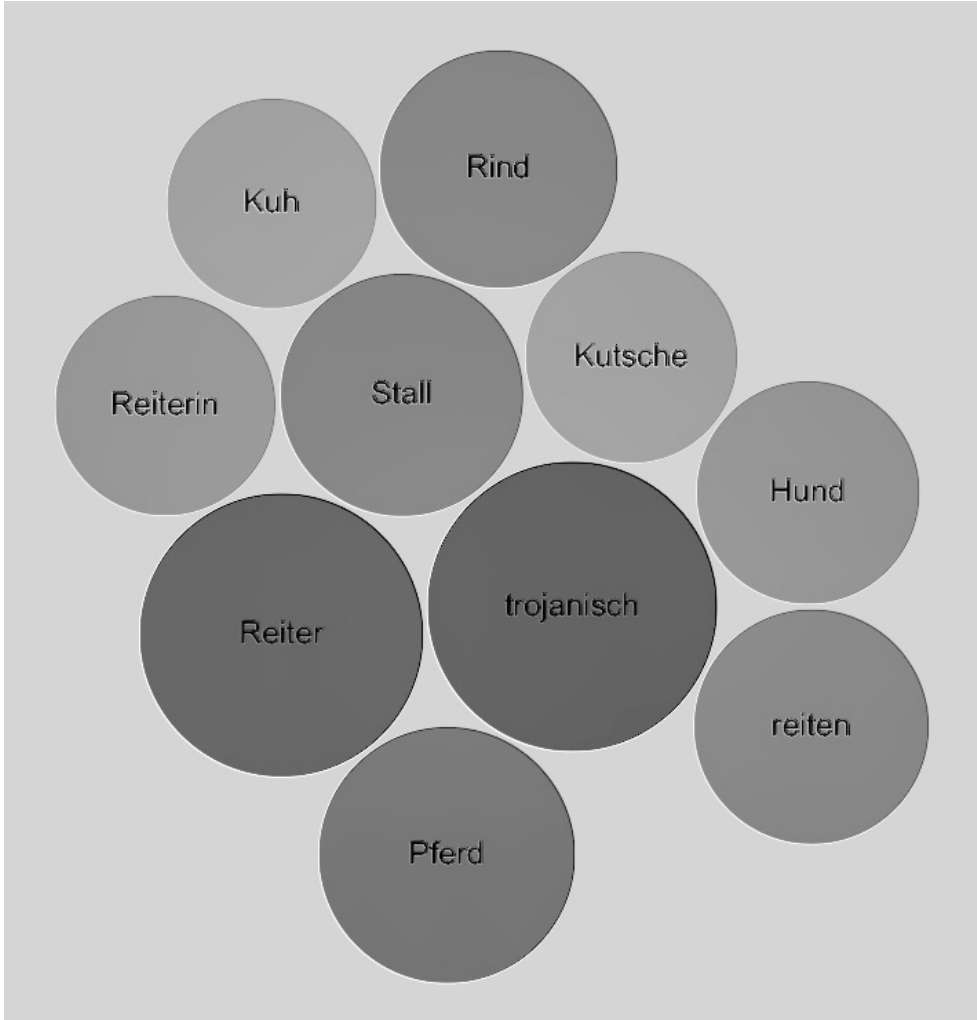 Rind
Kuh
Kutsche
Stall
Reiterin
Hund
trojanisch
Reiter
reiten
Pferd